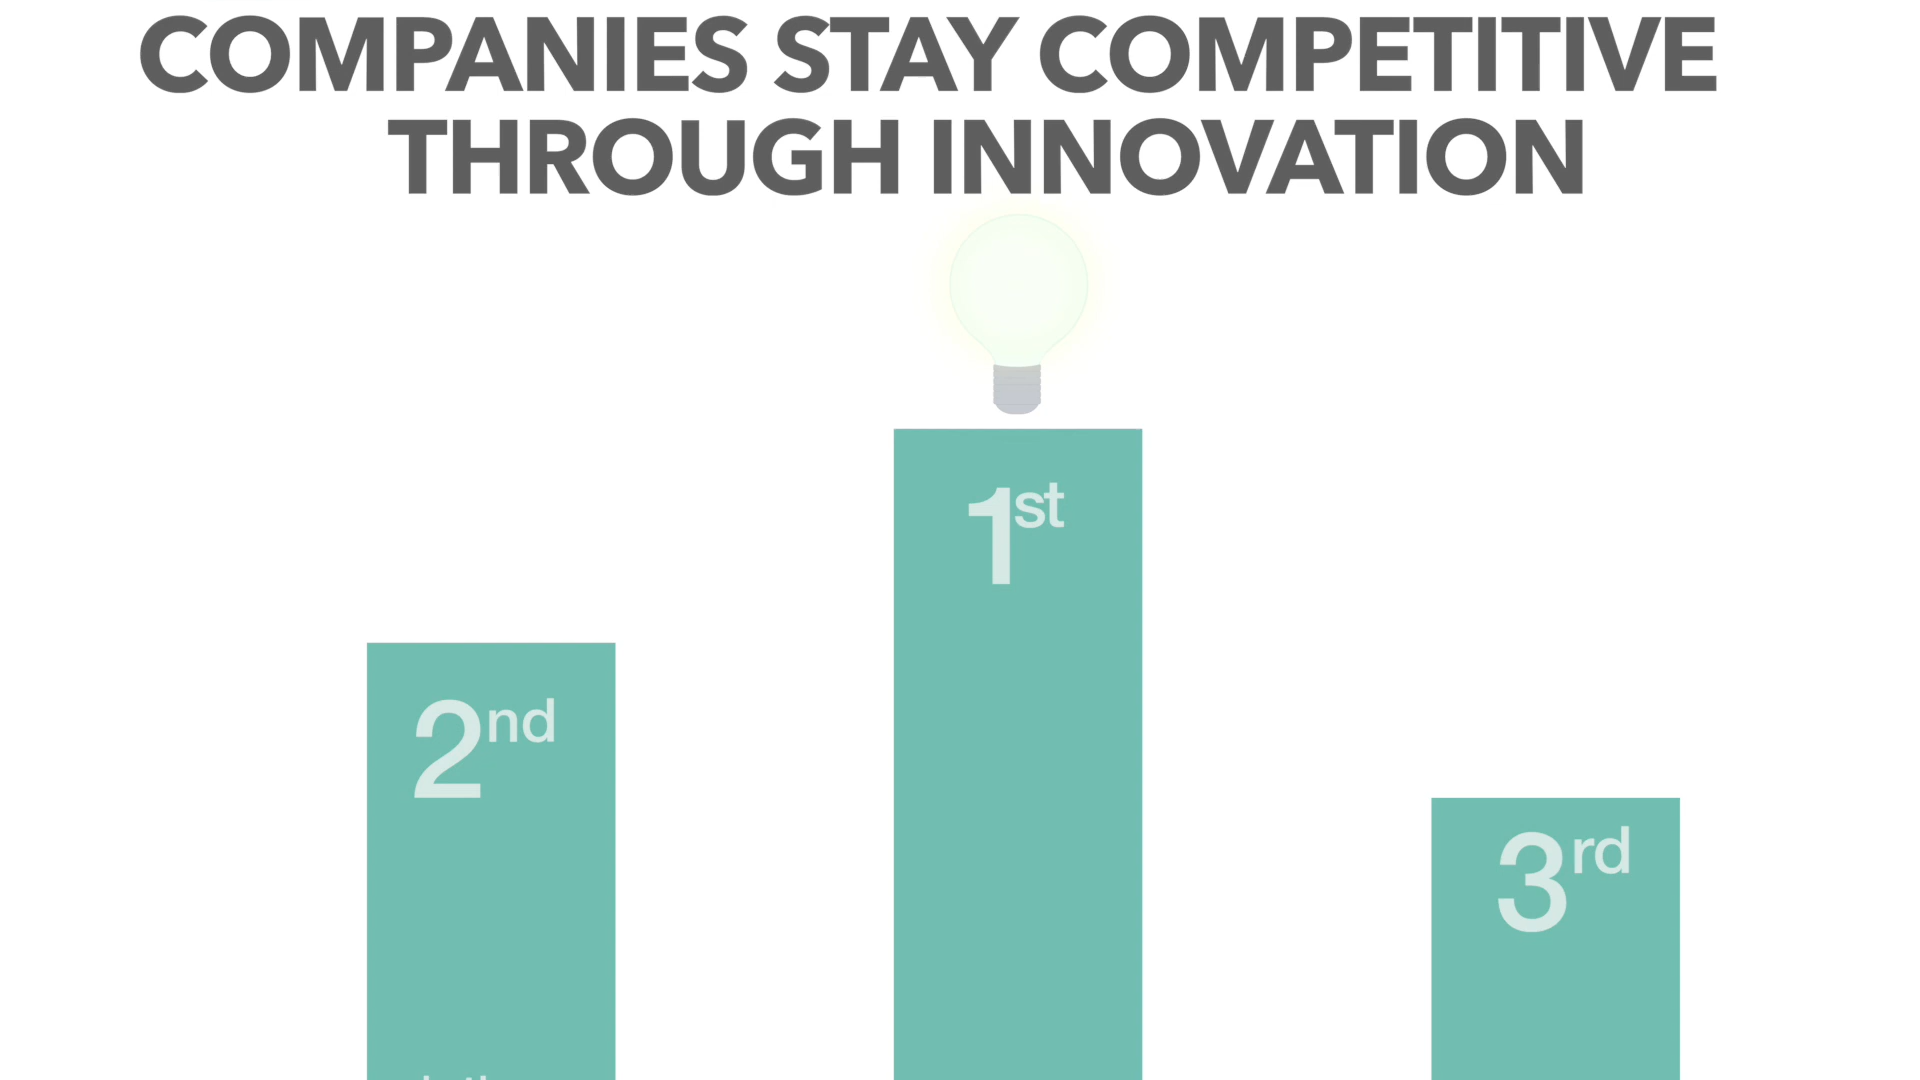 COMPANIES STAY COMPETITIVE
THROUGH INNOVATION
1st
2nd
3rd